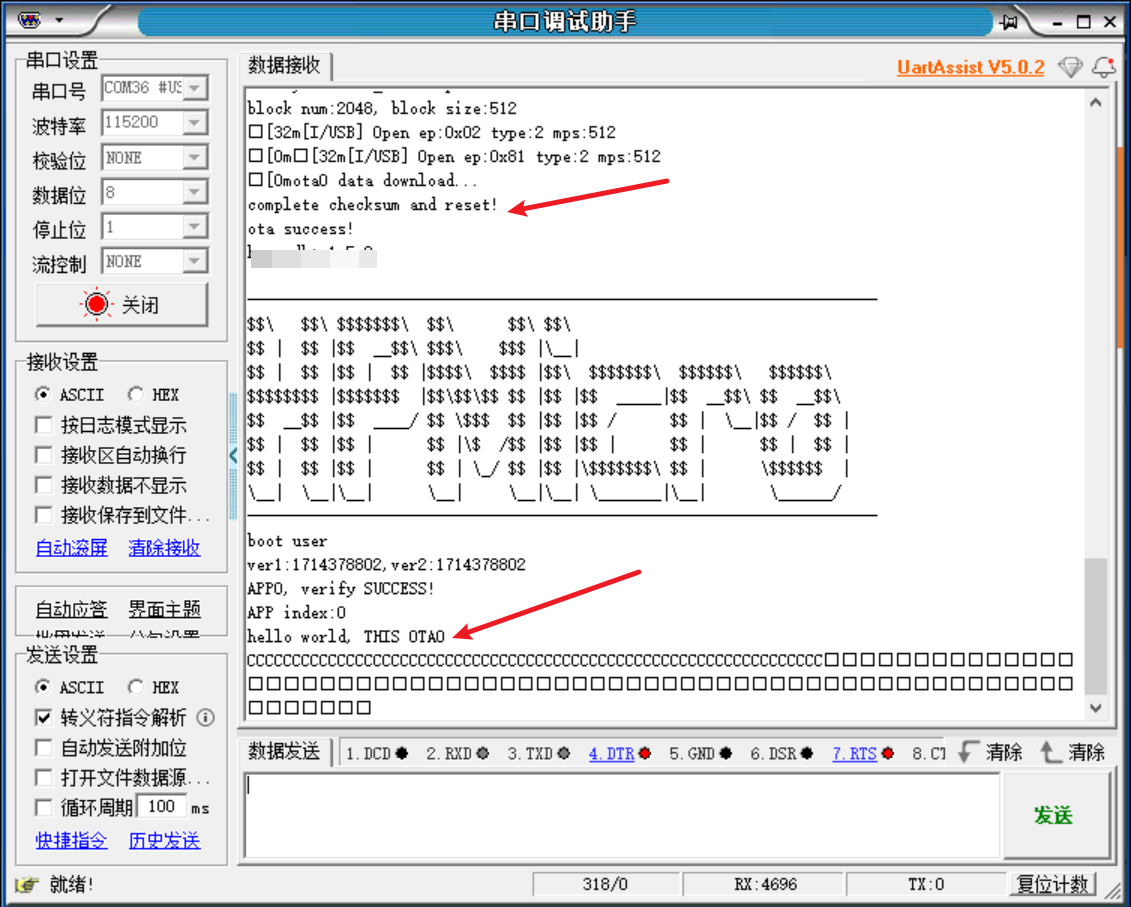 串口调试助手
串口设置
串口号 COM36 #US
波特率 115200
校验位 NONE
数据位 8
停止位 1
流控制 NONE
关闭
接收设置
ASCII HEX
按日志模式显示
接收区自动换行
接收数据不显示
接收保存到文件...
自动滚屏 清除接收
自动应答 界面主题
发送设置
ASCII HEX
转义符指令解析
自动发送附加位
打开文件数据源...
循环周期 100 ms
快捷指令 历史发送
数据接收
UartAssist V5.0.2
block num:2048, block size:512
□[32m[I/USB] Open ep:0x02 type:2 mps:512
□[0m□[32m[I/USB] Open ep:0x81 type:2 mps:512
□[0mota0 data download...
complete checksum and reset!
ota success!
$$\   $$\ $$$$$$$\  $$\      $$\ $$\
$$ |  $$ |$$  __$$\ $$$\    $$$ |\__|
$$ |  $$ |$$ |  $$ |$$$$\  $$$$ |$$\  $$$$$$$\  $$$$$$\   $$$$$$\
$$$$$$$$ |$$$$$$$  |$$\$$\$$ $$ |$$ |$$  _____|$$  __$$\ $$  __$$\
$$  __$$ |$$  ____/ $$ \$$$  $$ |$$ |$$ /      $$ |  \__|$$ /  $$ |
$$ |  $$ |$$ |      $$ |\$  /$$ |$$ |$$ |      $$ |      $$ |  $$ |
$$ |  $$ |$$ |      $$ | \_/ $$ |$$ |\$$$$$$$\ $$ |      \$$$$$$  |
\__|  \__|\__|      \__|     \__|\__| \_______|\__|       \______/
boot user
ver1:1714378802,ver2:1714378802
APP0, verify SUCCESS!
APP index:0
hello world, THIS OTA0
CCCCCCCCCCCCCCCCCCCCCCCCCCCCCCCCCCCCCCCCCCCCCCCCCCCCCCCCCCCCCCCC□□□□□□□□□□□□□□
□□□□□□□□□□□□□□□□□□□□□□□□□□□□□□□□□□□□□□□□□□□□□□
□□□□□□□
数据发送 1.DCD 2.RXD 3.TXD 4.DTR 5.GND 6.DSR 7.RTS 8.CT 清除 清除
发送
就绪! 318/0 RX:4696 TX:0 复位计数